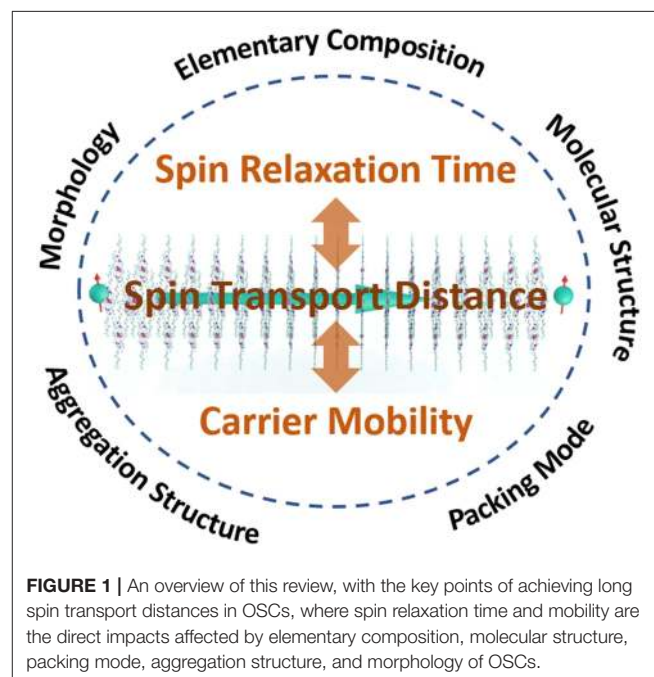 Elementary Composition
Morphology
Molecular Structure
Spin Relaxation Time
Spin Transport Distance
Carrier Mobility
Aggregation Structure
Packing Mode
FIGURE 1 | An overview of this review, with the key points of achieving long
spin transport distances in OSCs, where spin relaxation time and mobility are
the direct impacts affected by elementary composition, molecular structure,
packing mode, aggregation structure, and morphology of OSCs.